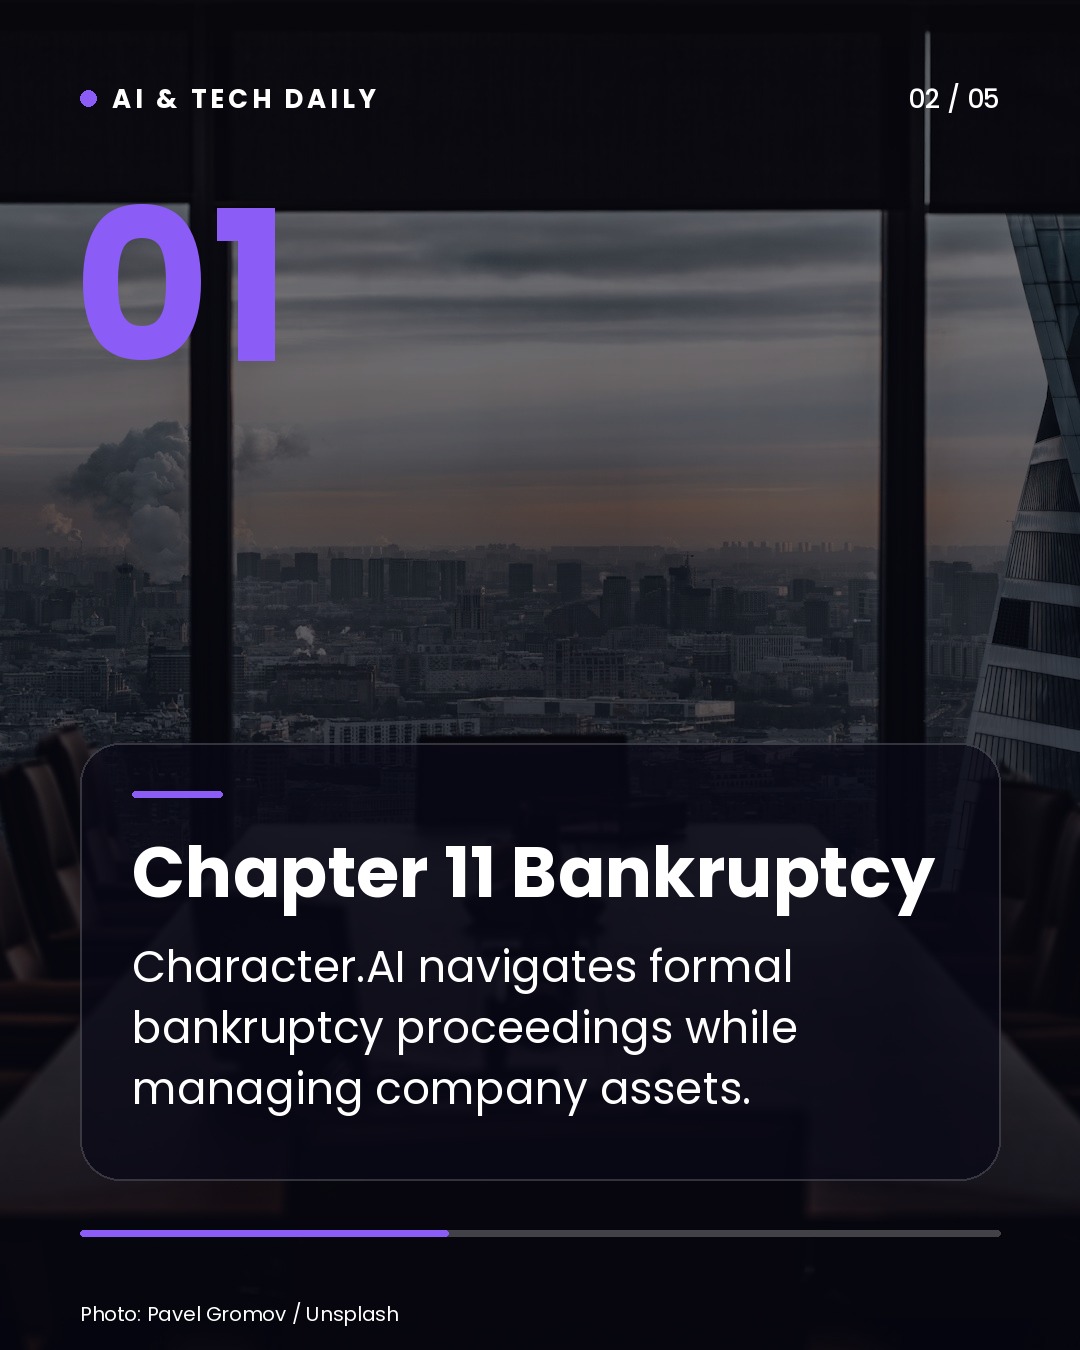 AI & TECH DAILY
02 / 05
01
Chapter 11 Bankruptcy
Character.AI navigates formal
bankruptcy proceedings while
managing company assets.
Photo: Pavel Gromov / Unsplash